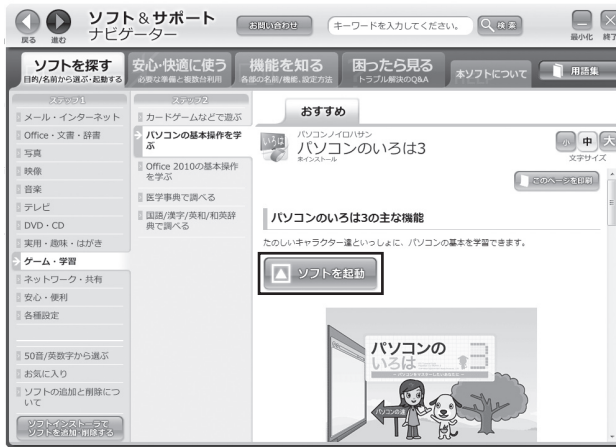 戻る 進む
ソフト&サポート
ナビゲーター
お問い合わせ
キーワードを入力してください。
検索
最小化 終了
ソフトを探す
目的/名前から選ぶ・起動する
安心・快適に使う
必要な準備と複数台利用
機能を知る
各部の名前/機能、設定方法
困ったら見る
トラブル解決のQ&A
本ソフトについて
用語集
ステップ1
メール・インターネット
Office・文書・辞書
写真
映像
音楽
テレビ
DVD・CD
実用・趣味・はがき
ゲーム・学習
ネットワーク・共有
安心・便利
各種設定
50音/英数字から選ぶ
お気に入り
ソフトの追加と削除につ
いて
ソフトインストーラで
ソフトを追加・削除する
ステップ2
カードゲームなどで遊ぶ
パソコンの基本操作を学
ぶ
Office 2010の基本操作
を学ぶ
医学事典で調べる
国語/漢字/英和/和英辞
典で調べる
おすすめ
いろは
パソコンノイロハサン
パソコンのいろは3
未インストール
小 中 大
文字サイズ
このページを印刷
パソコンのいろは3の主な機能
たのしいキャラクター達といっしょに、パソコンの基本を学習できます。
ソフトを起動
パソコンの
いろは 3
パソコンの達